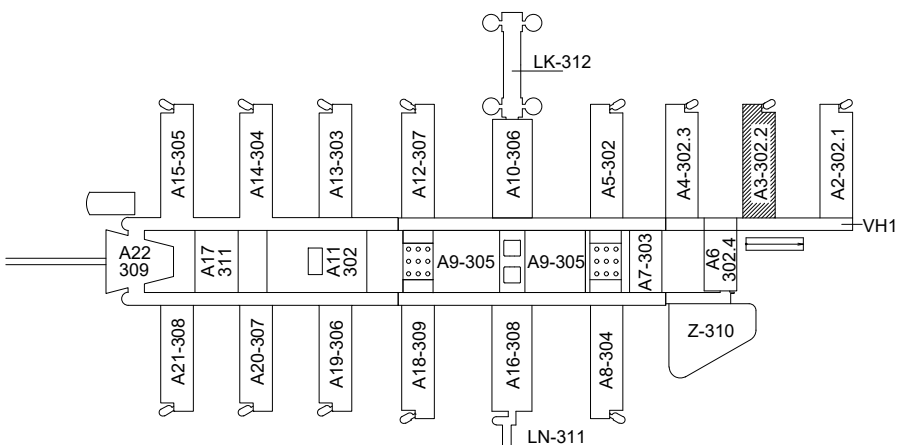 LK-312
A15-305
A14-304
A13-303
A12-307
A10-306
A5-302
A4-302.3
A3-302.2
A2-302.1
VH1
A22
309
A17
311
A11
302
A9-305
A9-305
A7-303
A6
302.4
A21-308
A20-307
A19-306
A18-309
A16-308
A8-304
Z-310
LN-311